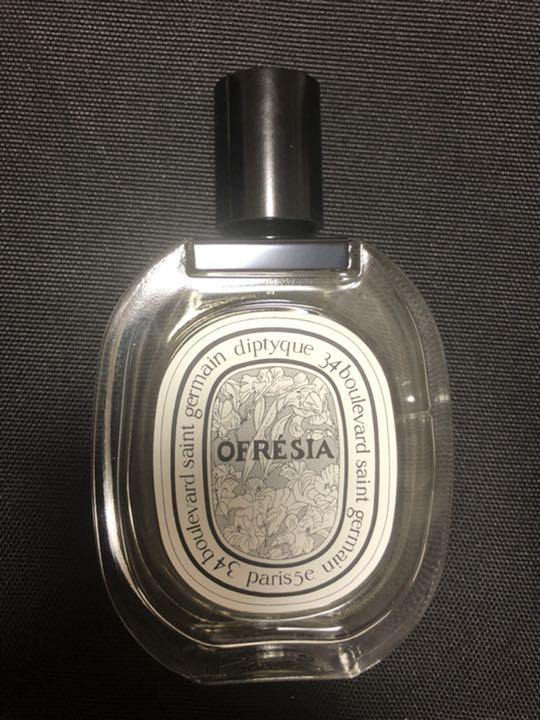 diptyque 34 boulevard saint germain paris5e 34 boulevard saint germain
OFRÉSIA